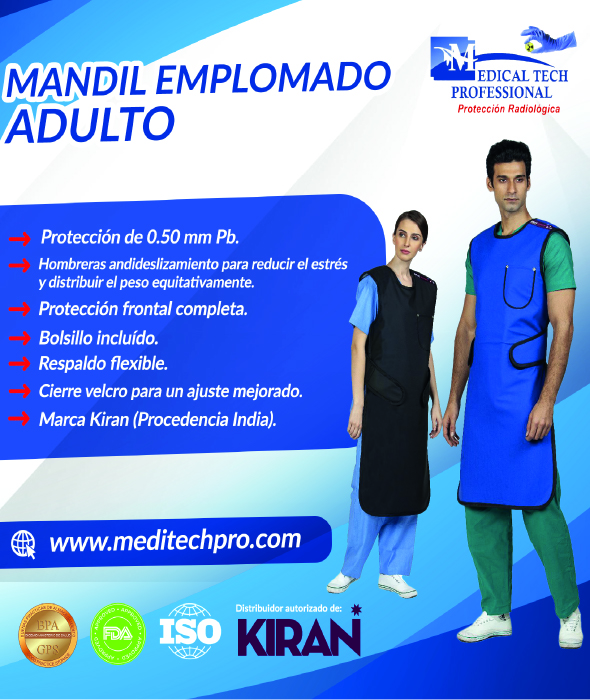 MEDICAL TECH
PROFESSIONAL
Protección Radiológica
MANDIL EMPLOMADO
ADULTO
Protección de 0.50 mm Pb.
Hombreras andideslizamiento para reducir el estrés
y distribuir el peso equitativamente.
Protección frontal completa.
Bolsillo incluído.
Respaldo flexible.
Cierre velcro para un ajuste mejorado.
Marca Kiran (Procedencia India).
www.meditechpro.com
BPA
GPS
FDA
ISO
Distribuidor autorizado de:
KIRAN